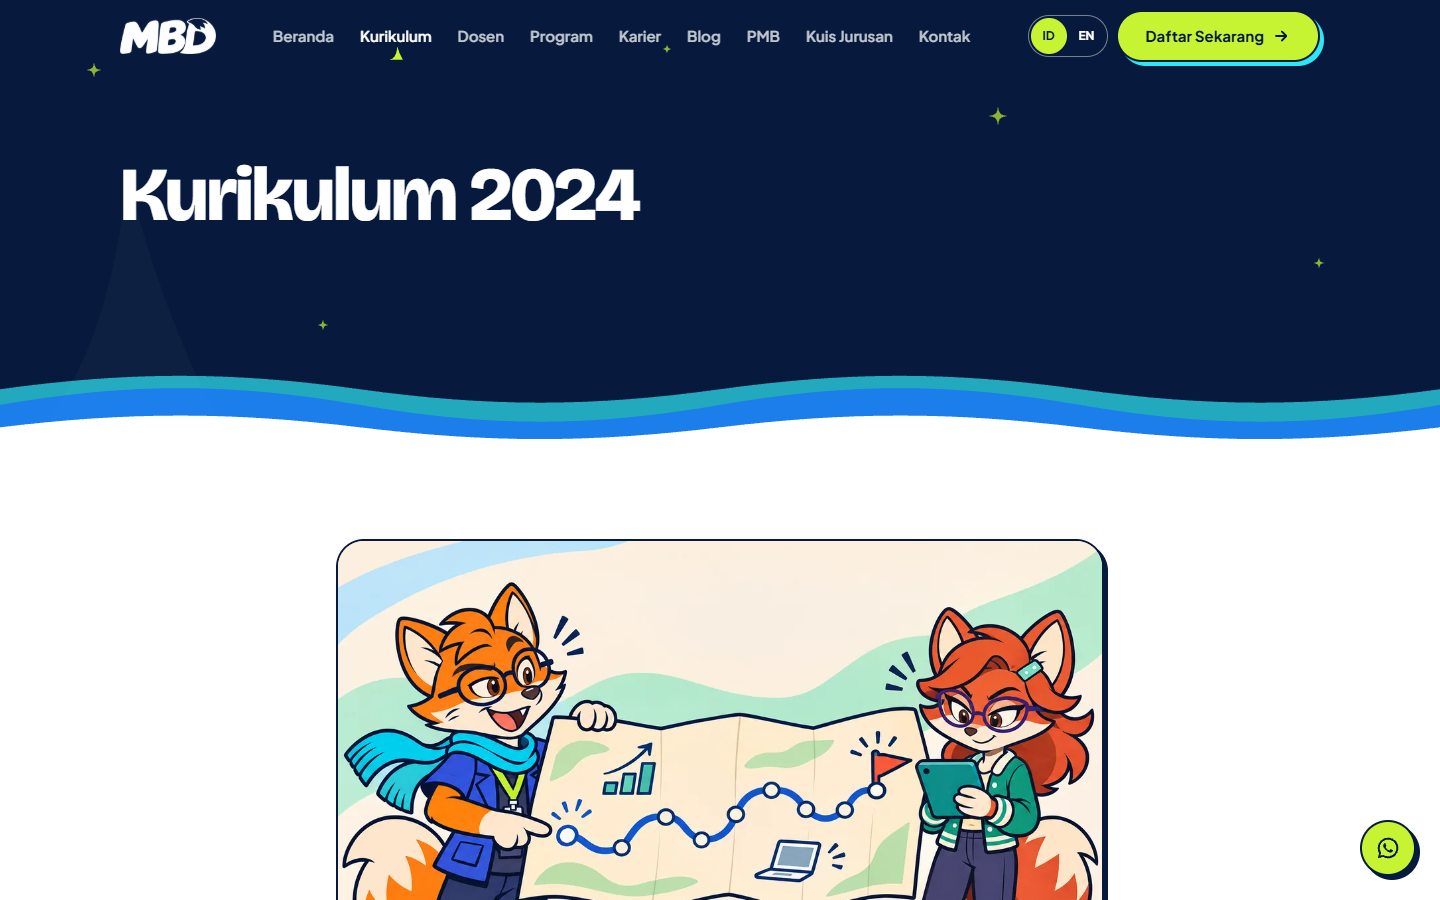 MBD
Beranda
Kurikulum
Dosen
Program
Karier
Blog
PMB
Kuis Jurusan
Kontak
ID
EN
Daftar Sekarang
Kurikulum 2024